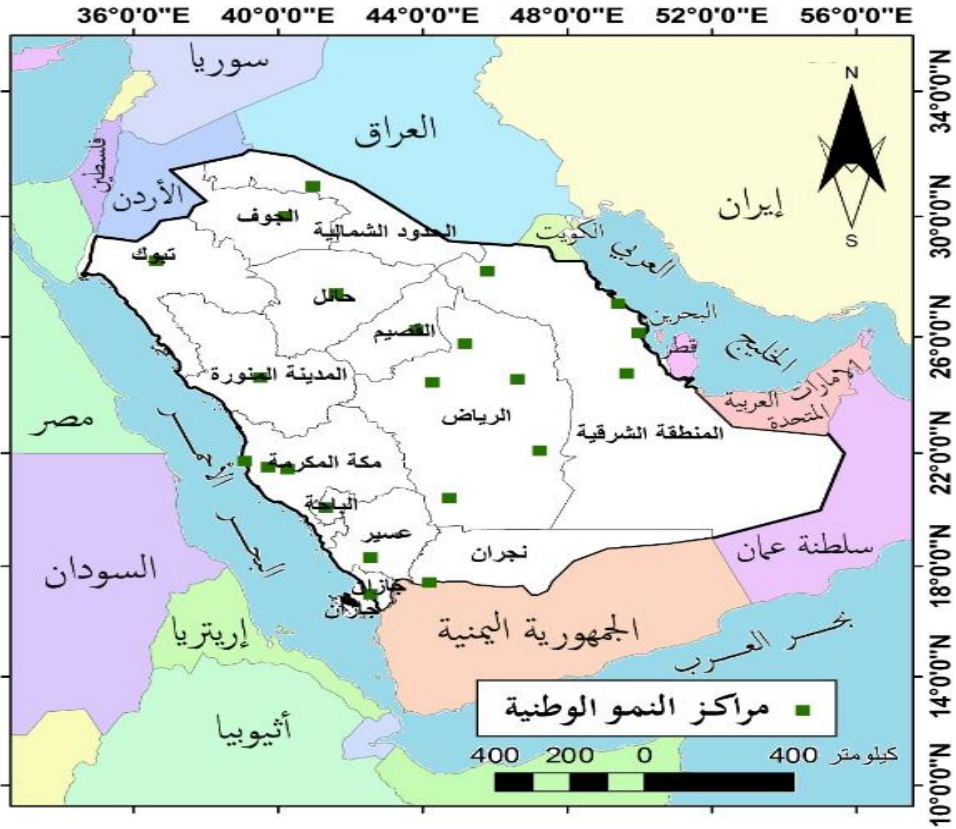 36°0'0"E 40°0'0"E 44°0'0"E 48°0'0"E 52°0'0"E 56°0'0"E
34°0'0"N
30°0'0"N
26°0'0"N
22°0'0"N
18°0'0"N
14°0'0"N
10°0'0"N
N
S
سوريا
العراق
إيران
فلسطين
الأردن
الكويت
الجوف
الحدود الشمالية
تبوك
حائل
القصيم
المدينة المنورة
الرياض
المنطقة الشرقية
مكة المكرمة
الباحة
عسير
نجران
جازان
جازان
الخليج
العربي
البحرين
قطر
الامارات العربية
المتحدة
سلطنة عمان
مصر
البحر
الأحمر
السودان
إريتريا
أثيوبيا
الجمهورية اليمنية
بحر العرب
مراكز النمو الوطنية
400 200 0 400 كيلومتر